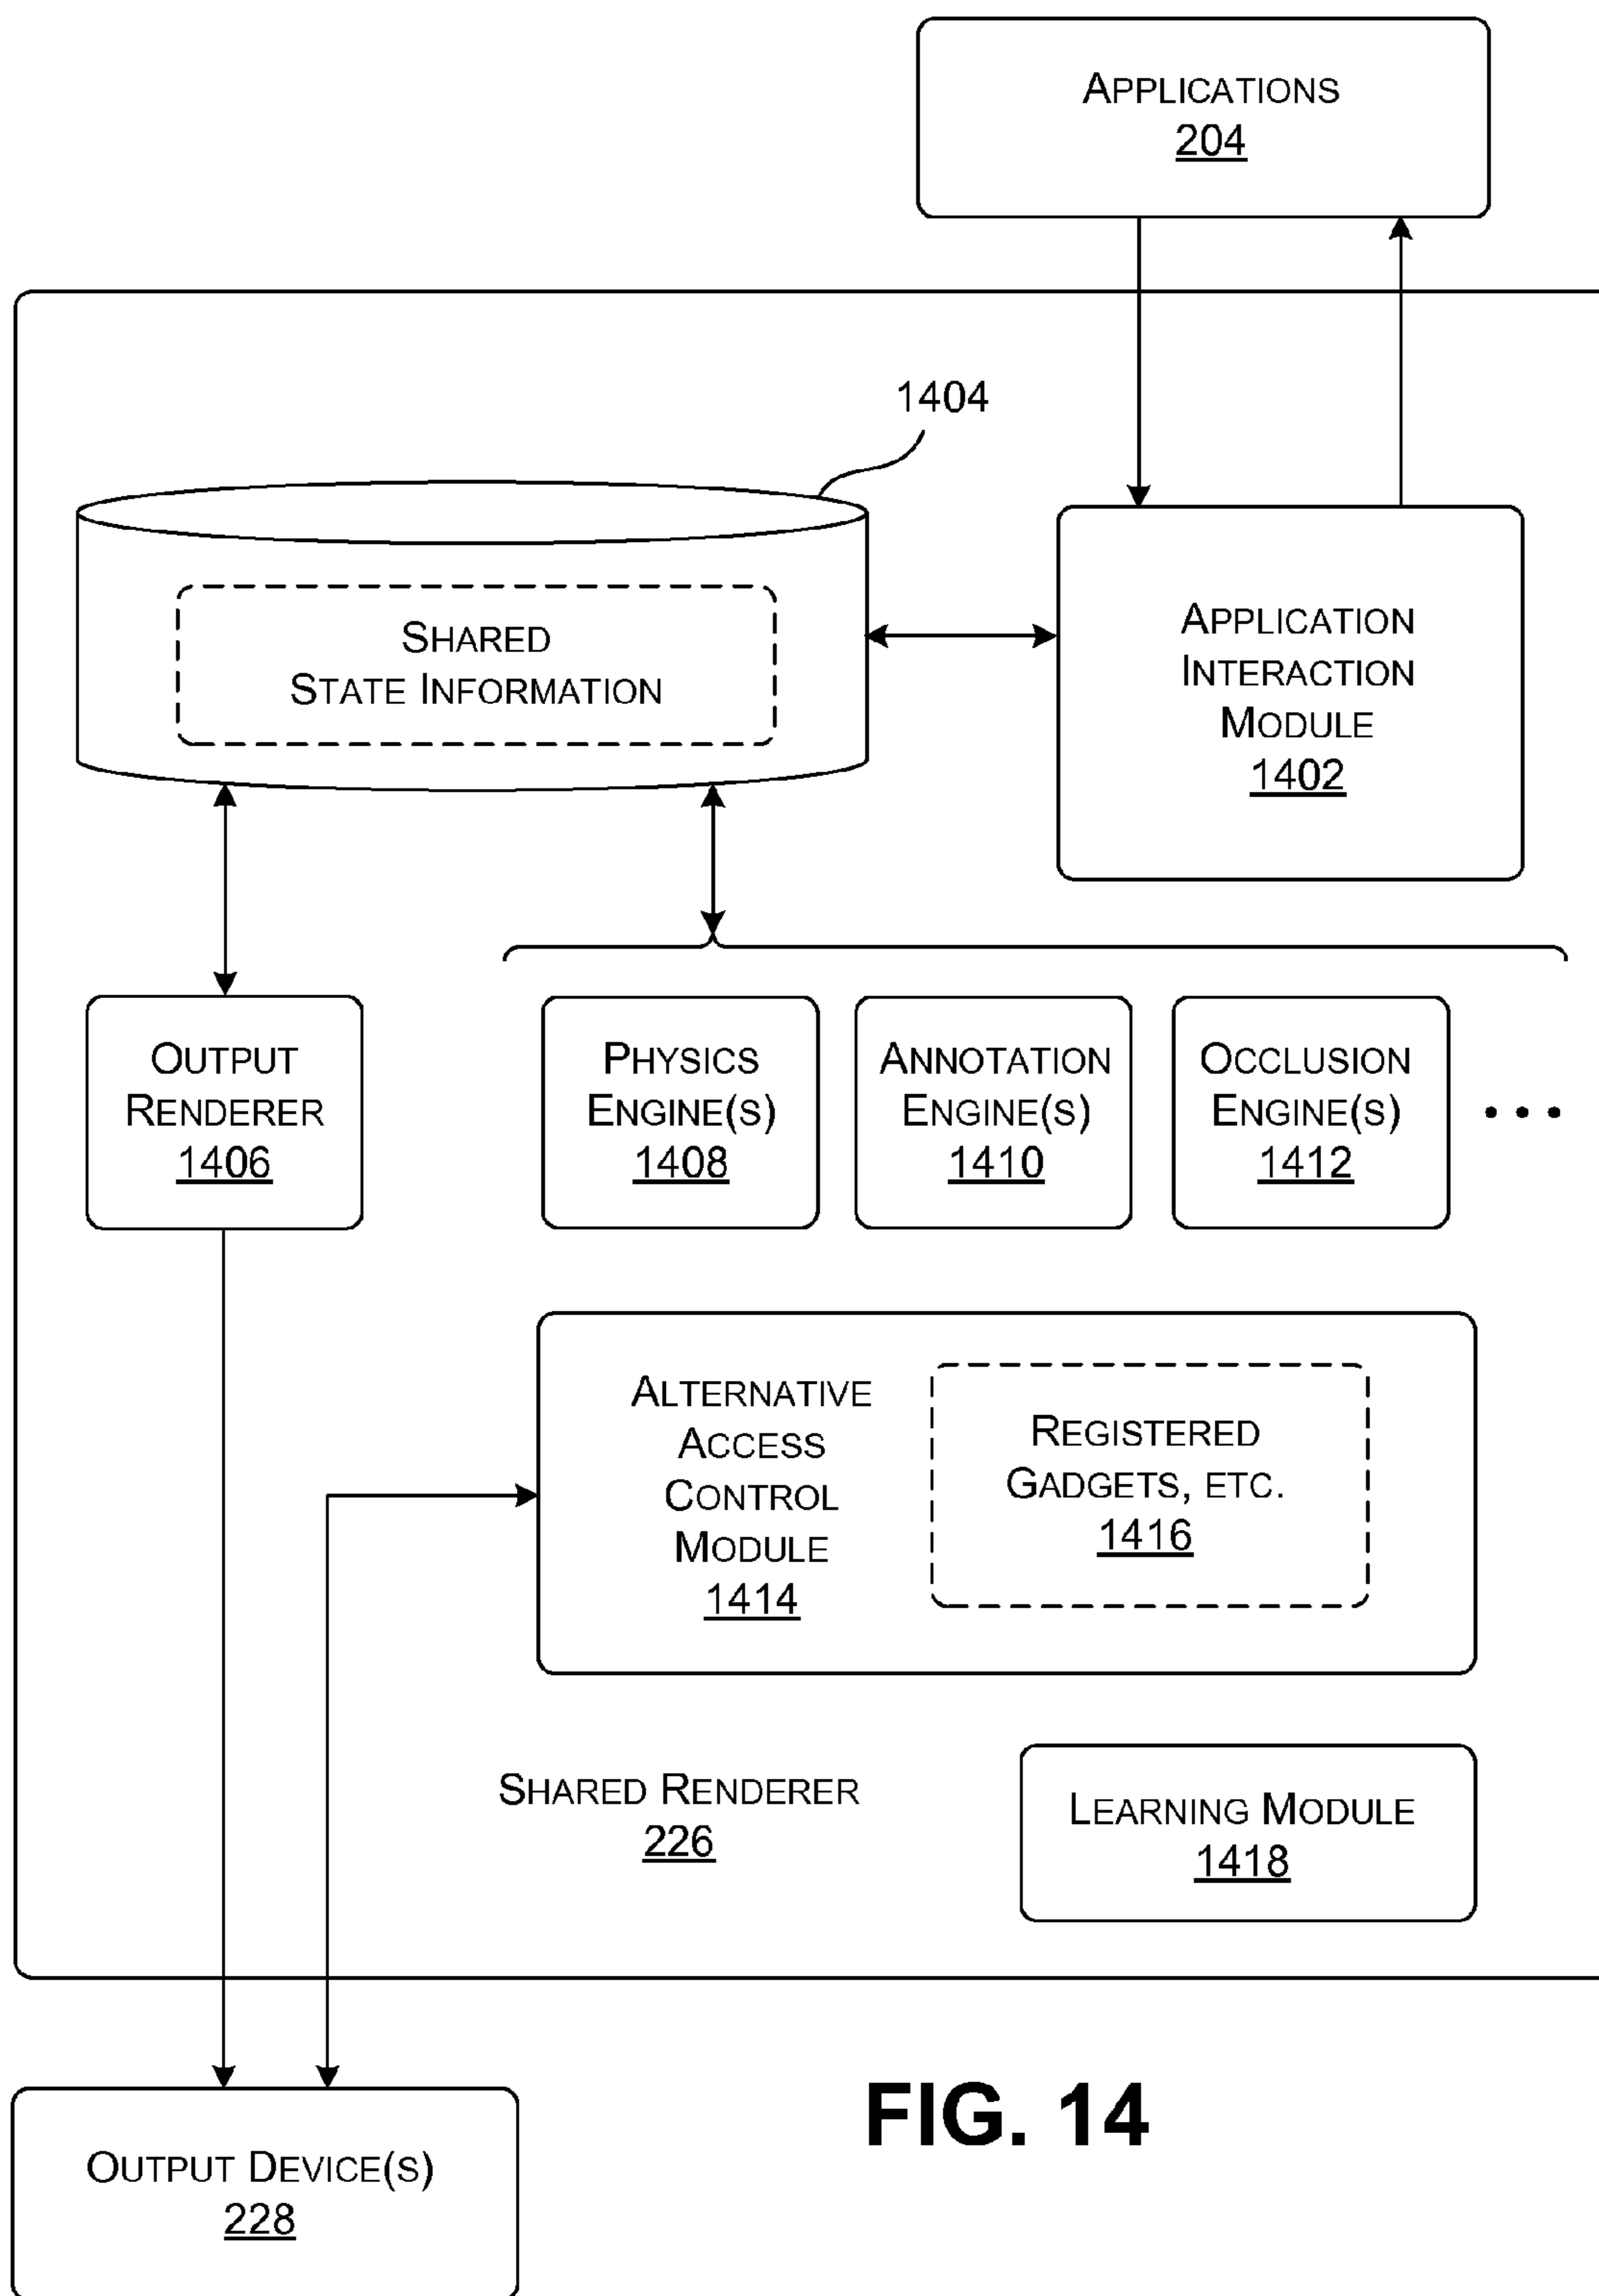 APPLICATIONS
204
1404
SHARED
STATE INFORMATION
APPLICATION
INTERACTION
MODULE
1402
OUTPUT
RENDERER
1406
PHYSICS
ENGINE(S)
1408
ANNOTATION
ENGINE(S)
1410
OCCLUSION
ENGINE(S)
1412
• • •
ALTERNATIVE
ACCESS
CONTROL
MODULE
1414
REGISTERED
GADGETS, ETC.
1416
SHARED RENDERER
226
LEARNING MODULE
1418
OUTPUT DEVICE(S)
228
FIG. 14